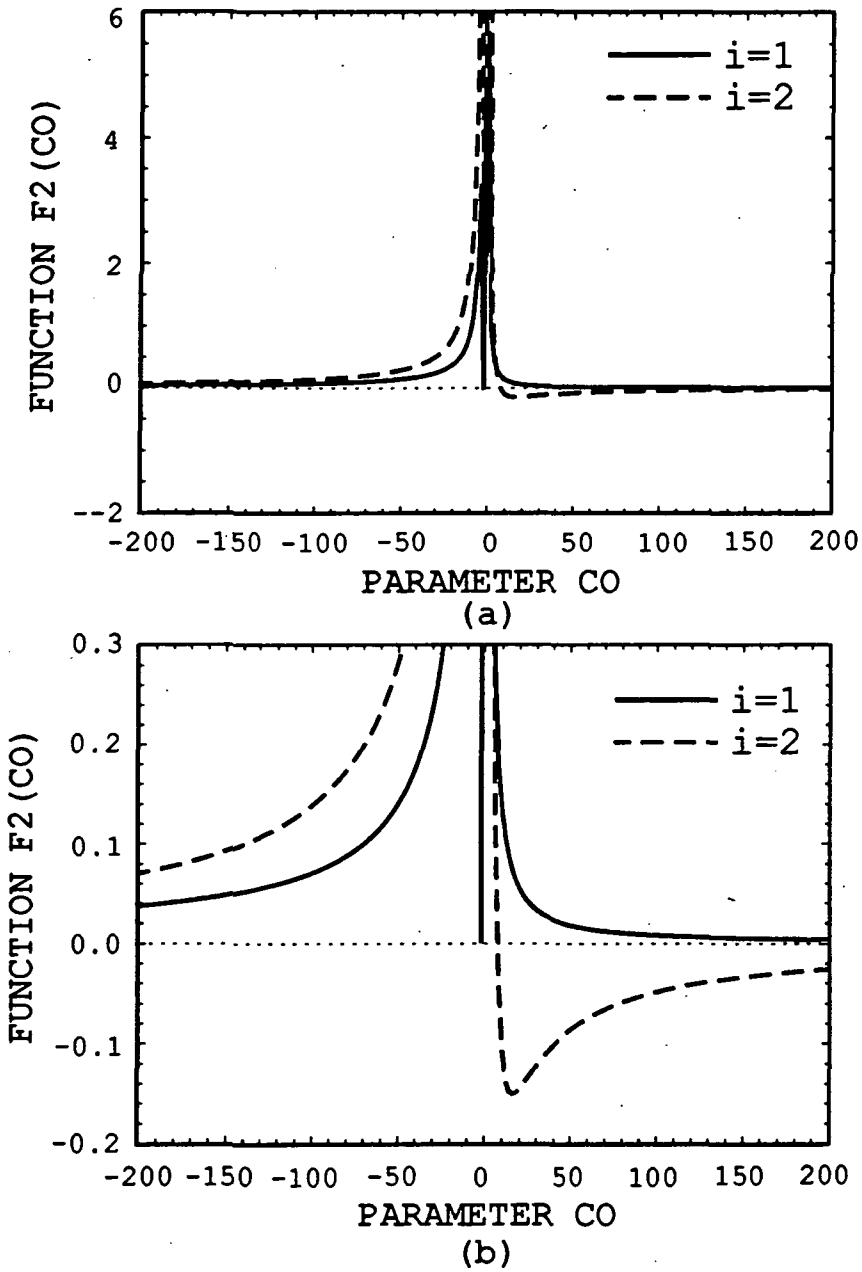 6
4
2
0
--2
FUNCTION F2(CO)
i=1
i=2
-200 -150 -100 -50 0 50 100 150 200
PARAMETER CO
(a)
0.3
0.2
0.1
0.0
-0.1
-0.2
FUNCTION F2(CO)
i=1
i=2
-200 -150 -100 -50 0 50 100 150 200
PARAMETER CO
(b)